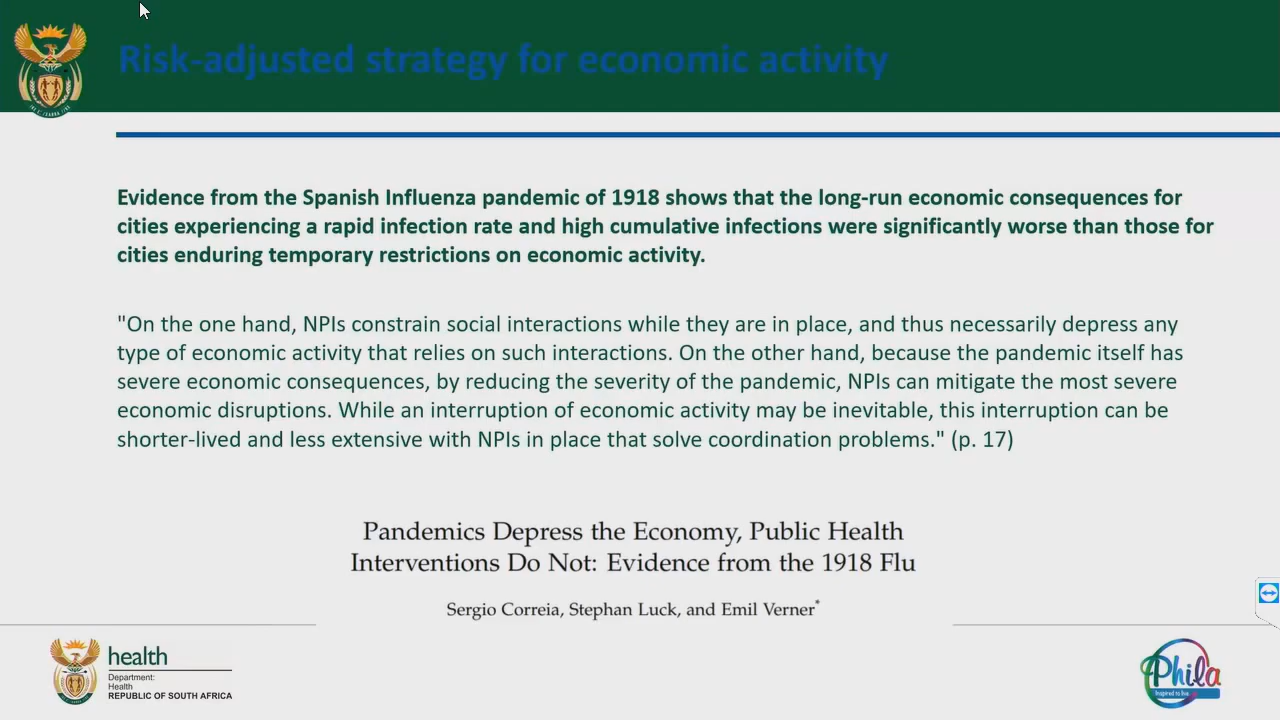 Risk-adjusted strategy for economic activity
Evidence from the Spanish Influenza pandemic of 1918 shows that the long-run economic consequences for
cities experiencing a rapid infection rate and high cumulative infections were significantly worse than those for
cities enduring temporary restrictions on economic activity.
"On the one hand, NPIs constrain social interactions while they are in place, and thus necessarily depress any
type of economic activity that relies on such interactions. On the other hand, because the pandemic itself has
severe economic consequences, by reducing the severity of the pandemic, NPIs can mitigate the most severe
economic disruptions. While an interruption of economic activity may be inevitable, this interruption can be
shorter-lived and less extensive with NPIs in place that solve coordination problems." (p. 17)
Pandemics Depress the Economy, Public Health
Interventions Do Not: Evidence from the 1918 Flu
Sergio Correia, Stephan Luck, and Emil Verner*
health
Department:
Health
REPUBLIC OF SOUTH AFRICA
Phila
Inspired to live